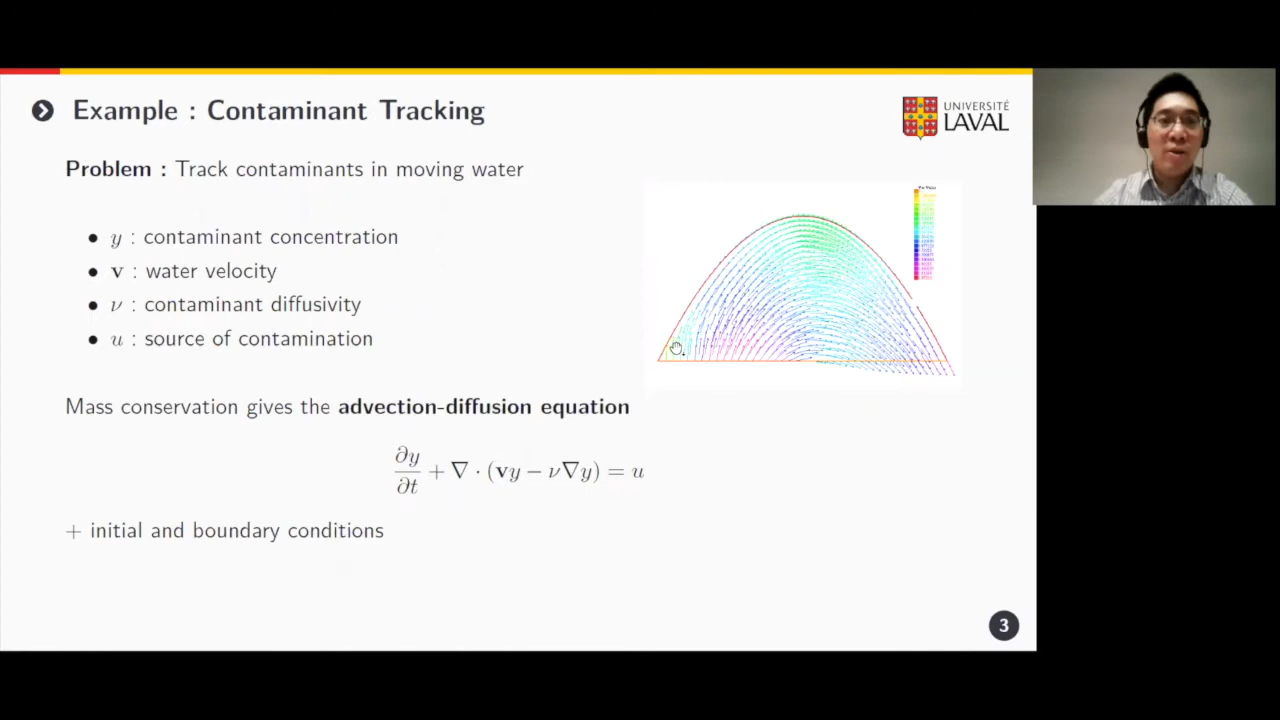 Example : Contaminant Tracking
UNIVERSITÉ
LAVAL
Problem : Track contaminants in moving water
• y : contaminant concentration
• v : water velocity
• ν : contaminant diffusivity
• u : source of contamination
Mass conservation gives the advection-diffusion equation
∂y/∂t + ∇ · (vy − ν∇y) = u
+ initial and boundary conditions
3